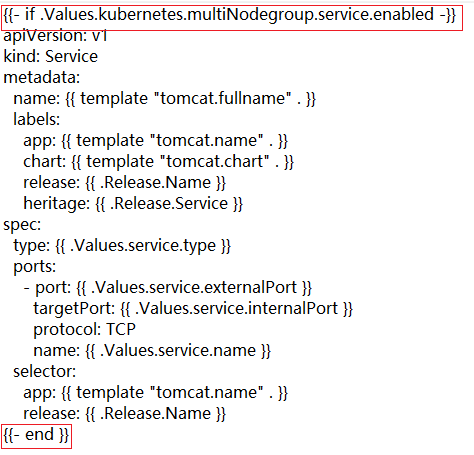 {{- if .Values.kubernetes.multiNodegroup.service.enabled -}}
apiVersion: v1
kind: Service
metadata:
  name: {{ template "tomcat.fullname" . }}
  labels:
    app: {{ template "tomcat.name" . }}
    chart: {{ template "tomcat.chart" . }}
    release: {{ .Release.Name }}
    heritage: {{ .Release.Service }}
spec:
  type: {{ .Values.service.type }}
  ports:
    - port: {{ .Values.service.externalPort }}
      targetPort: {{ .Values.service.internalPort }}
      protocol: TCP
      name: {{ .Values.service.name }}
  selector:
    app: {{ template "tomcat.name" . }}
    release: {{ .Release.Name }}
{{- end }}